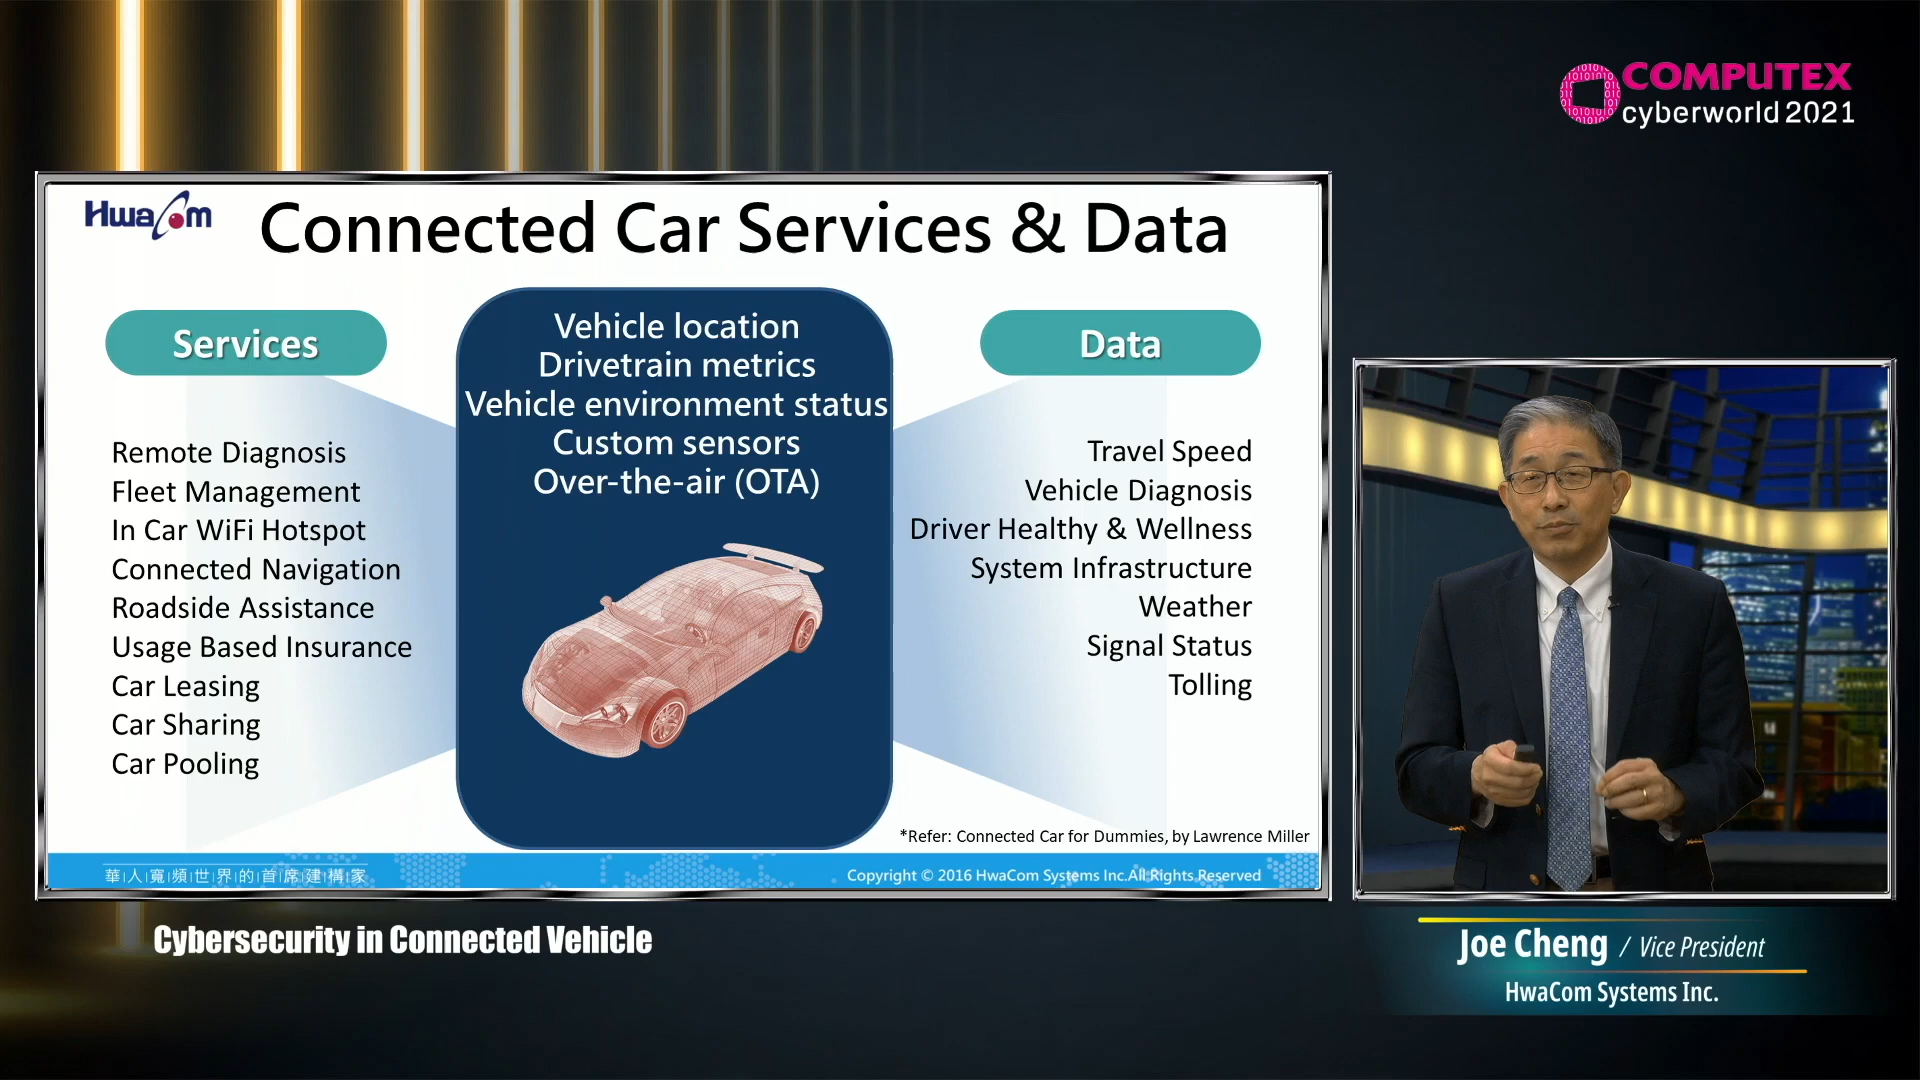 COMPUTEX
cyberworld 2021
HwaCom
Connected Car Services & Data
Services
Remote Diagnosis
Fleet Management
In Car WiFi Hotspot
Connected Navigation
Roadside Assistance
Usage Based Insurance
Car Leasing
Car Sharing
Car Pooling
Vehicle location
Drivetrain metrics
Vehicle environment status
Custom sensors
Over-the-air (OTA)
Data
Travel Speed
Vehicle Diagnosis
Driver Healthy & Wellness
System Infrastructure
Weather
Signal Status
Tolling
*Refer: Connected Car for Dummies, by Lawrence Miller
華人寬頻世界的首席建構家
Copyright © 2016 HwaCom Systems Inc.All Rights Reserved
Cybersecurity in Connected Vehicle
Joe Cheng / Vice President
HwaCom Systems Inc.